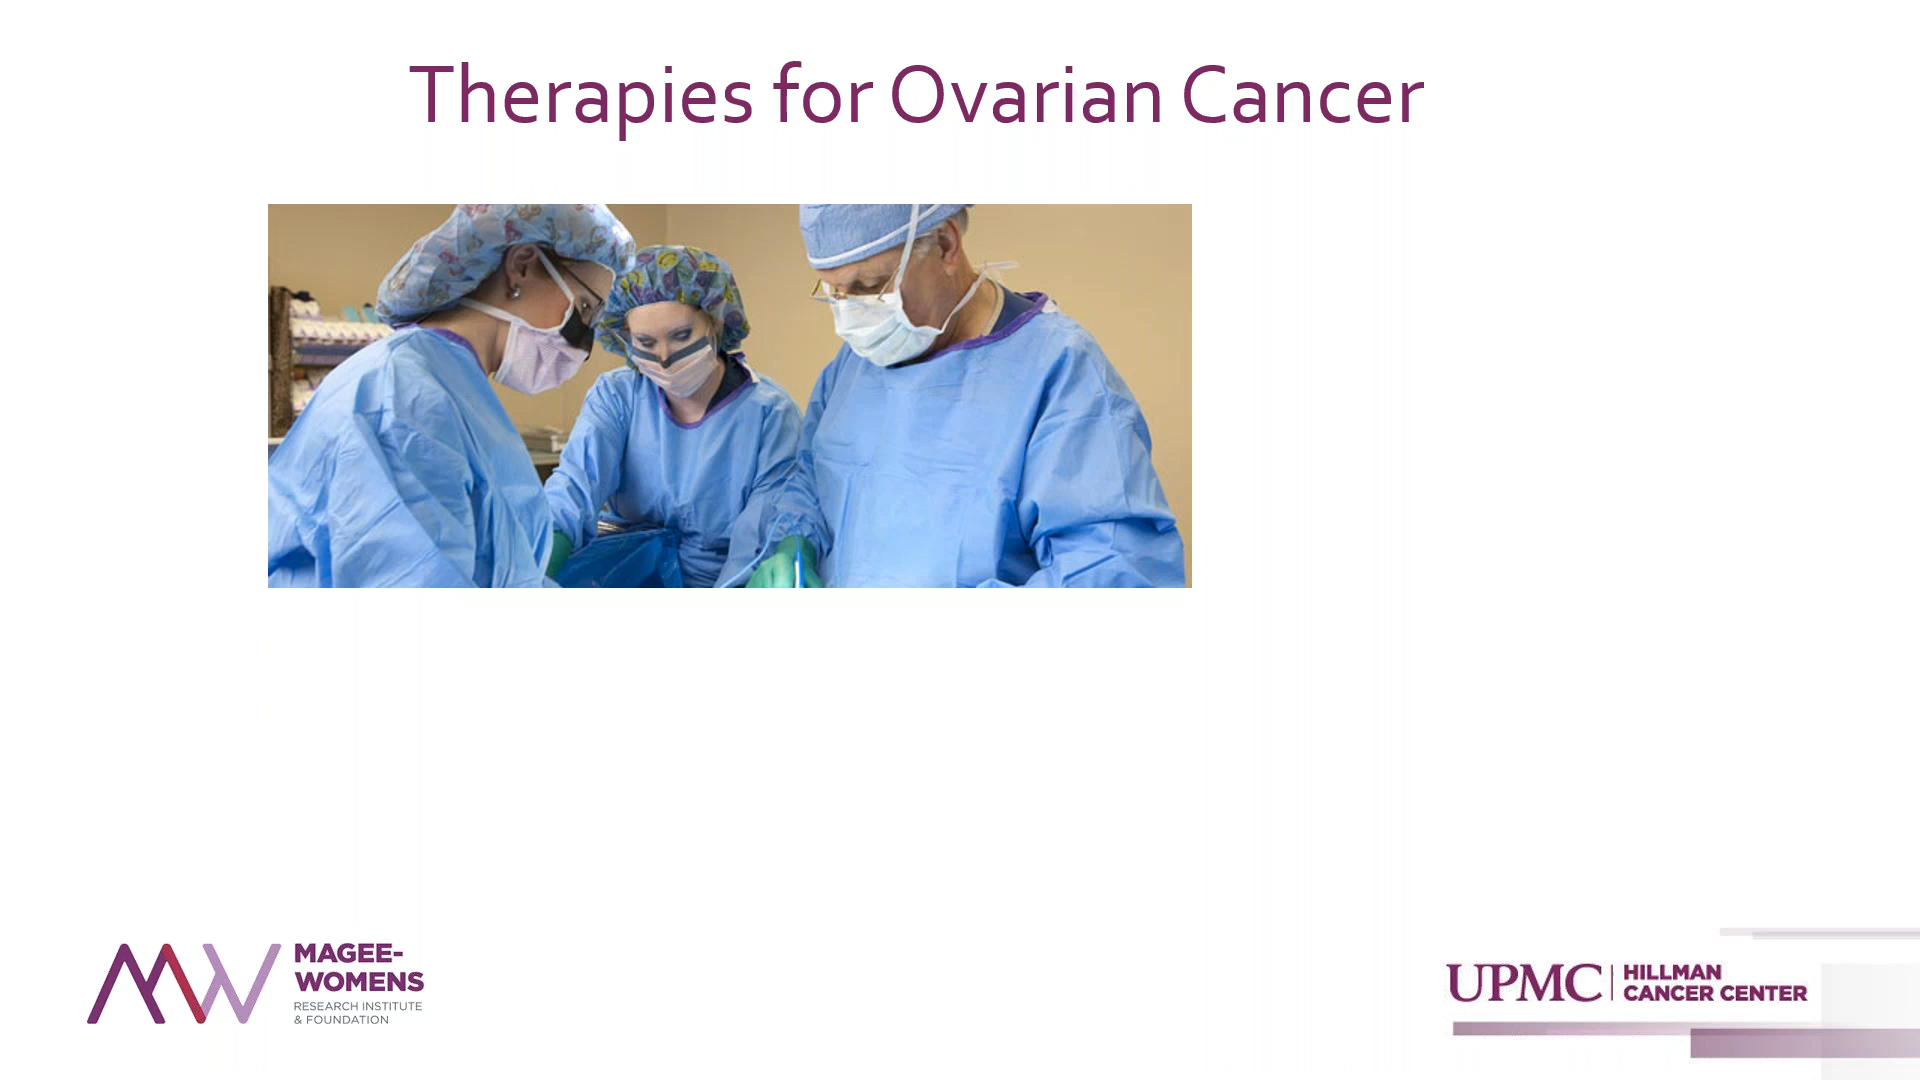 Therapies for Ovarian Cancer
MAGEE-
WOMENS
RESEARCH INSTITUTE
& FOUNDATION
UPMC
HILLMAN
CANCER CENTER